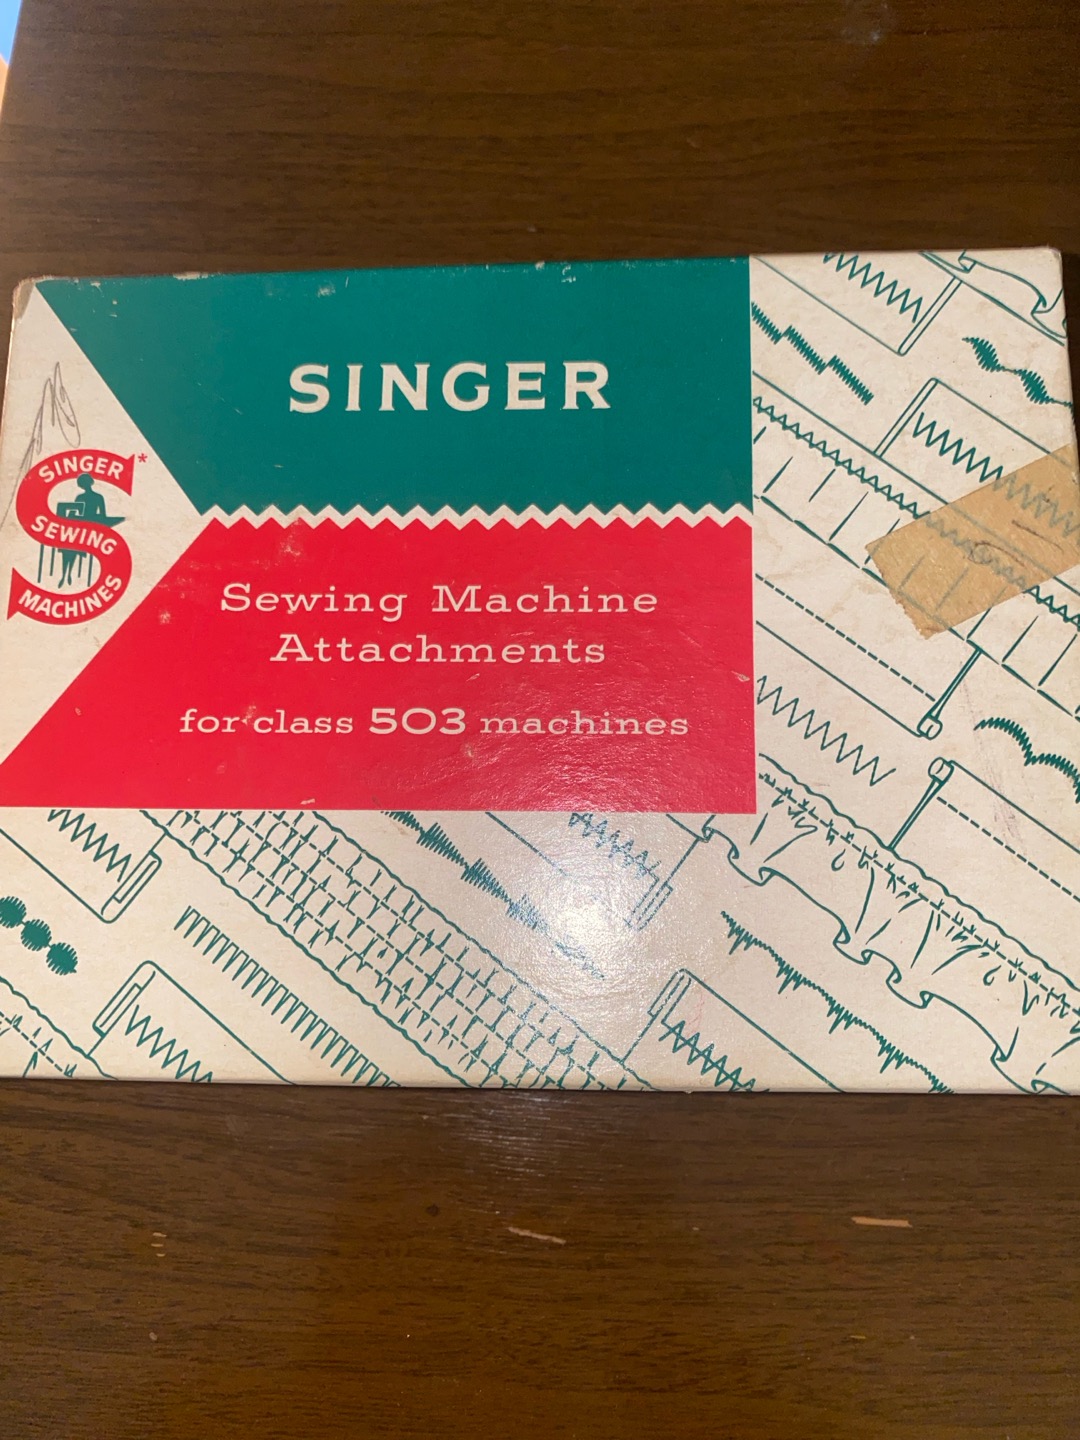 SINGER
SINGER*
SEWING
MACHINES
Sewing Machine
Attachments
for class 503 machines